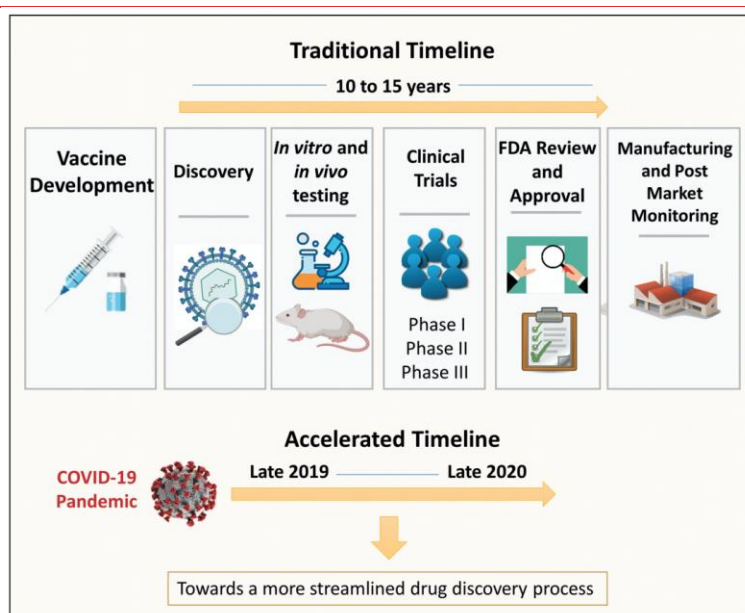 Traditional Timeline
10 to 15 years
Vaccine
Development
Discovery
In vitro and
in vivo
testing
Clinical
Trials
Phase I
Phase II
Phase III
FDA Review
and
Approval
Manufacturing
and Post
Market
Monitoring
Accelerated Timeline
COVID-19
Pandemic
Late 2019
Late 2020
Towards a more streamlined drug discovery process